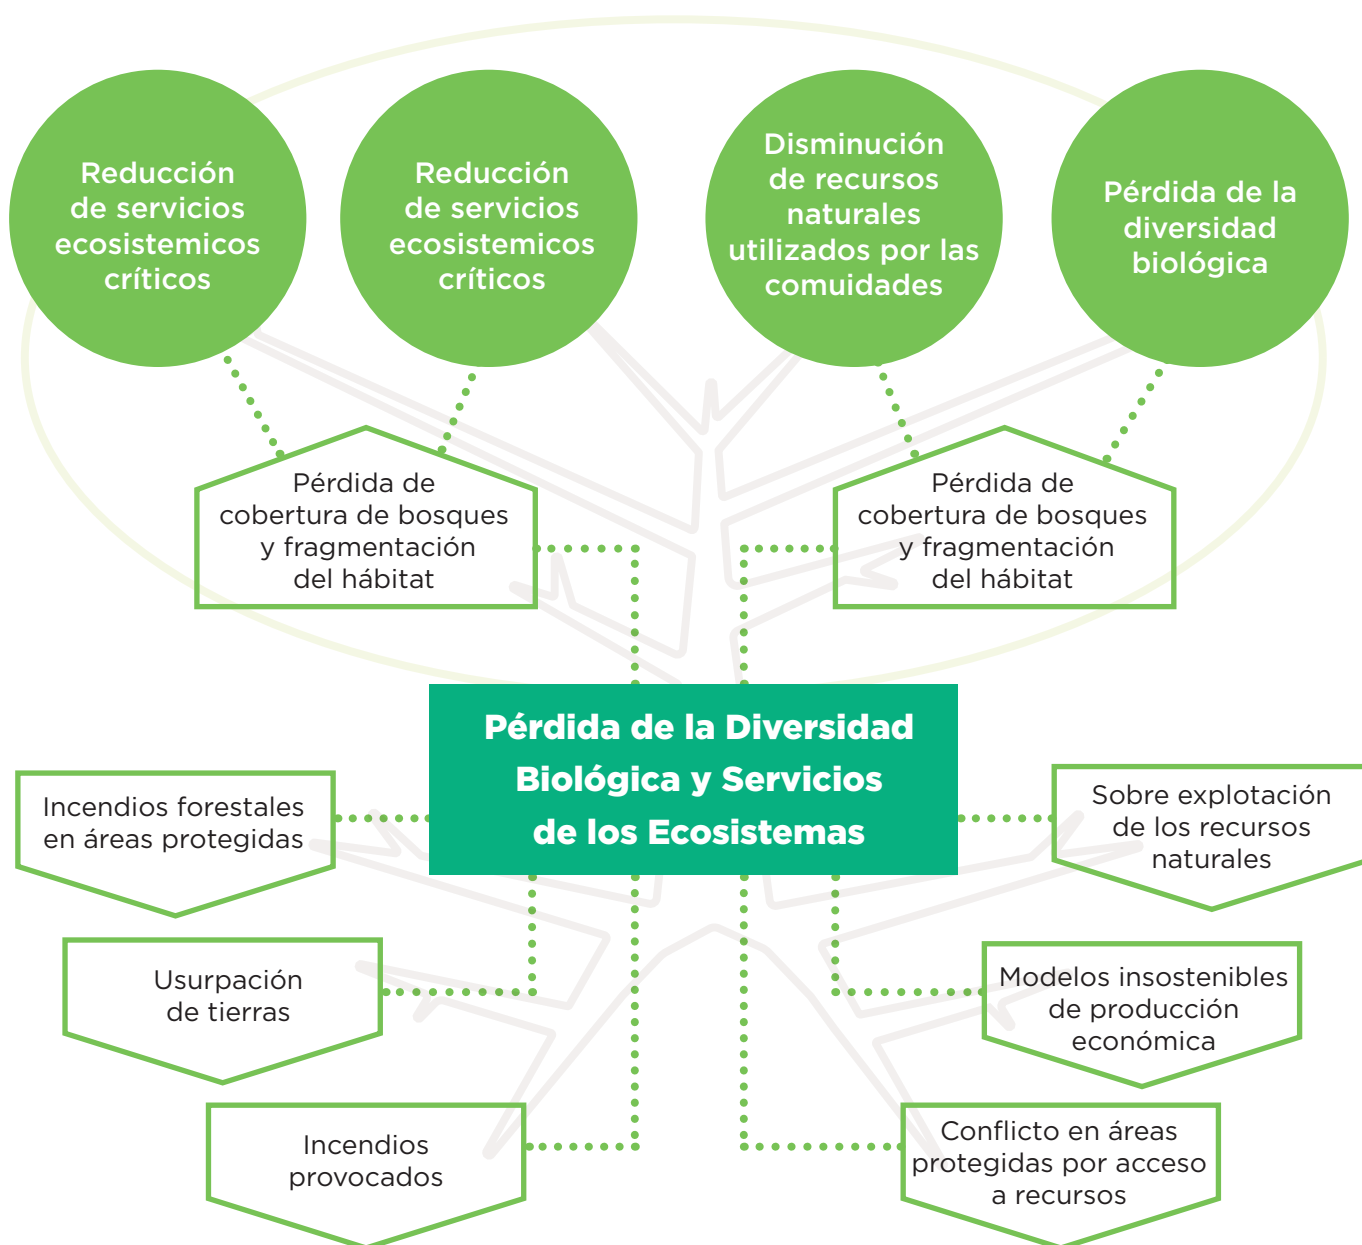 Reducción
de servicios
ecosistemicos
críticos
Reducción
de servicios
ecosistemicos
críticos
Disminución
de recursos
naturales
utilizados por las
comuidades
Pérdida de la
diversidad
biológica
Pérdida de
cobertura de bosques
y fragmentación
del hábitat
Pérdida de
cobertura de bosques
y fragmentación
del hábitat
Pérdida de la Diversidad
Biológica y Servicios
de los Ecosistemas
Incendios forestales
en áreas protegidas
Sobre explotación
de los recursos
naturales
Usurpación
de tierras
Modelos insostenibles
de producción
económica
Incendios
provocados
Conflicto en áreas
protegidas por acceso
a recursos